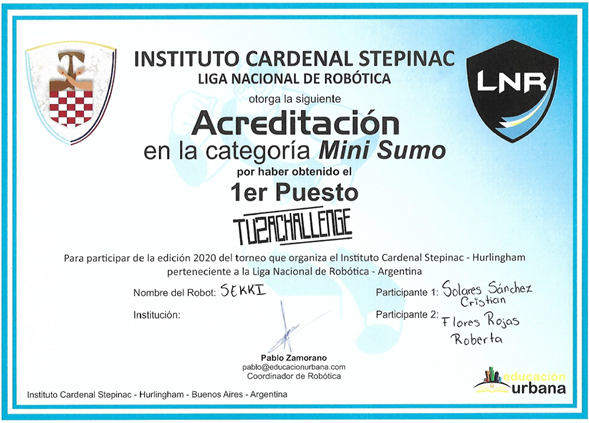 INSTITUTO CARDENAL STEPINAC
LIGA NACIONAL DE ROBÓTICA
LNR
otorga la siguiente
Acreditación
en la categoría Mini Sumo
por haber obtenido el
1er Puesto
TUZACHALLENGE
Para participar de la edición 2020 del torneo que organiza el Instituto Cardenal Stepinac - Hurlingham
perteneciente a la Liga Nacional de Robótica - Argentina
Nombre del Robot: SEKKI
Participante 1: Solares Sánchez
Cristian
Institución:
Participante 2: Flores Rojas
Roberta
Pablo Zamorano
pablo@educacionurbana.com
Coordinador de Robótica
educación
urbana
Instituto Cardenal Stepinac - Hurlingham - Buenos Aires - Argentina